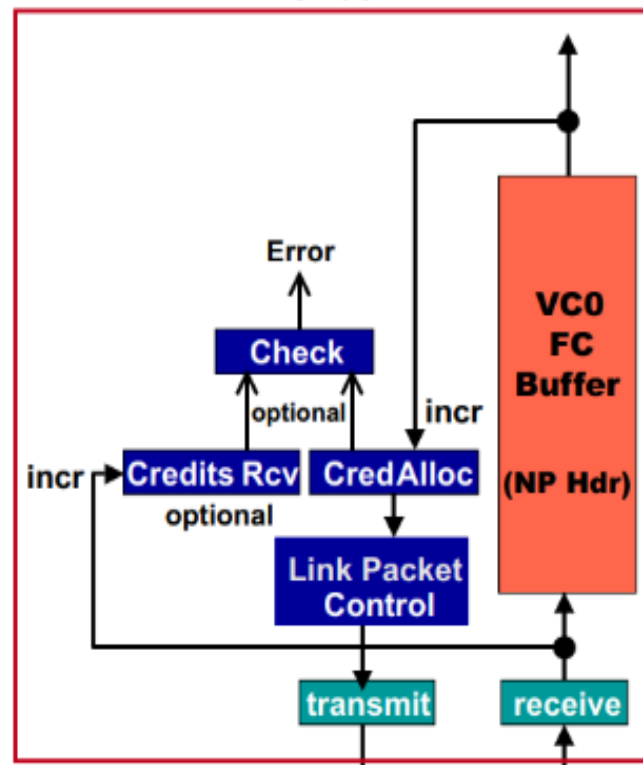 Error
Check
optional
incr
VC0
FC
Buffer
(NP Hdr)
incr
Credits Rcv
CredAlloc
optional
Link Packet
Control
transmit
receive